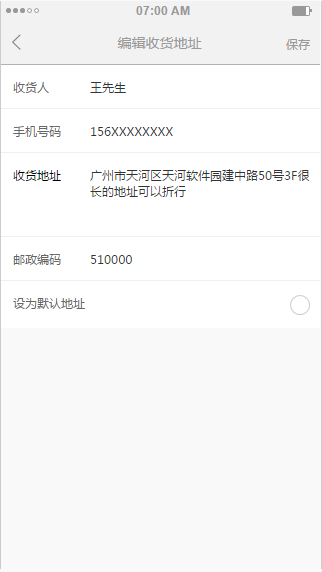 07:00 AM
编辑收货地址
保存
收货人 王先生
手机号码 156XXXXXXXX
收货地址 广州市天河区天河软件园建中路50号3F很
长的地址可以折行
邮政编码 510000
设为默认地址